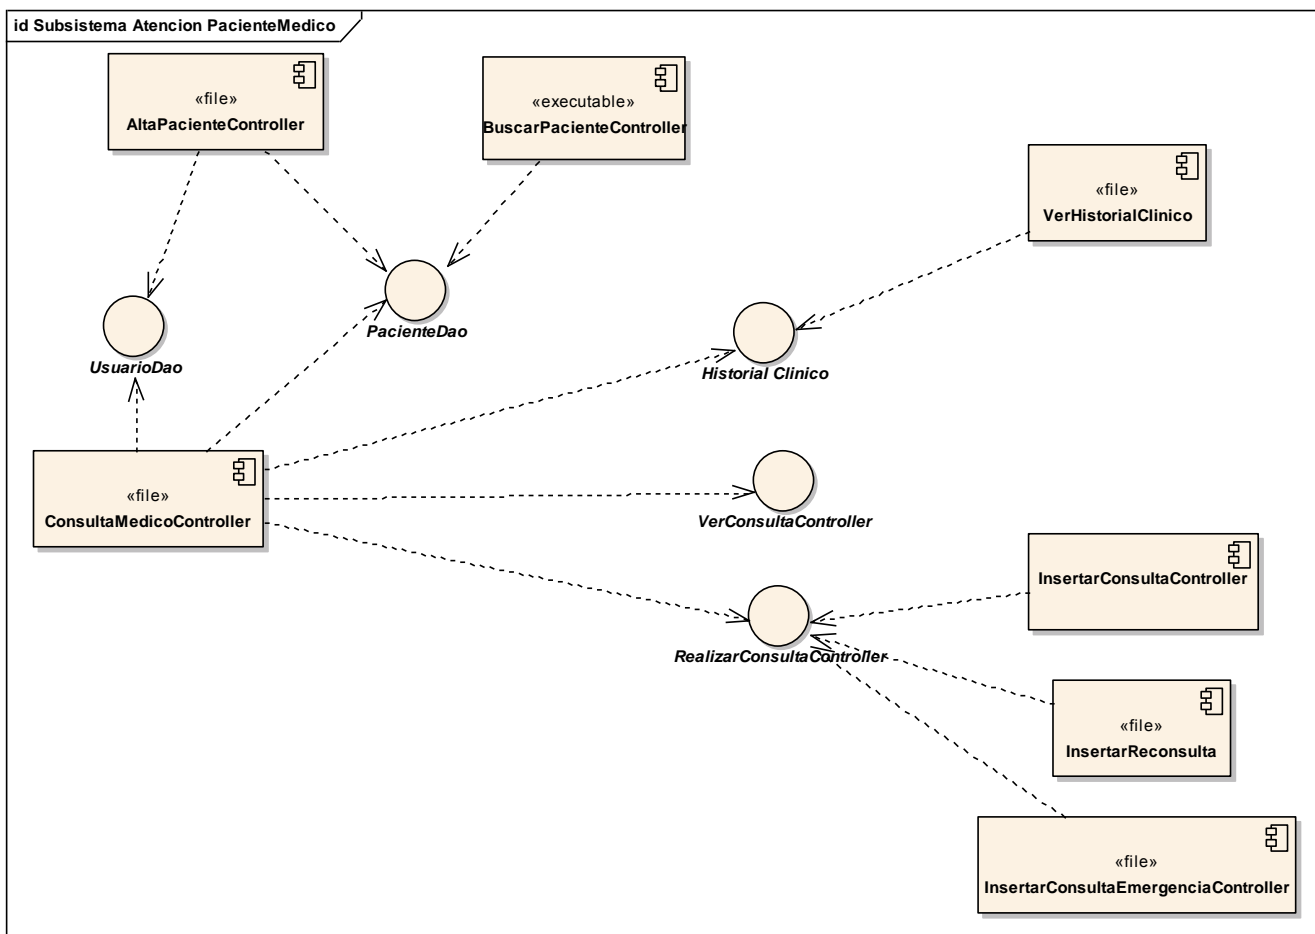 id Subsistema Atencion PacienteMedico
«file»
AltaPacienteController
«executable»
BuscarPacienteController
«file»
VerHistorialClinico
UsuarioDao
PacienteDao
Historial Clinico
«file»
ConsultaMedicoController
VerConsultaController
InsertarConsultaController
RealizarConsultaController
«file»
InsertarReconsulta
«file»
InsertarConsultaEmergenciaController